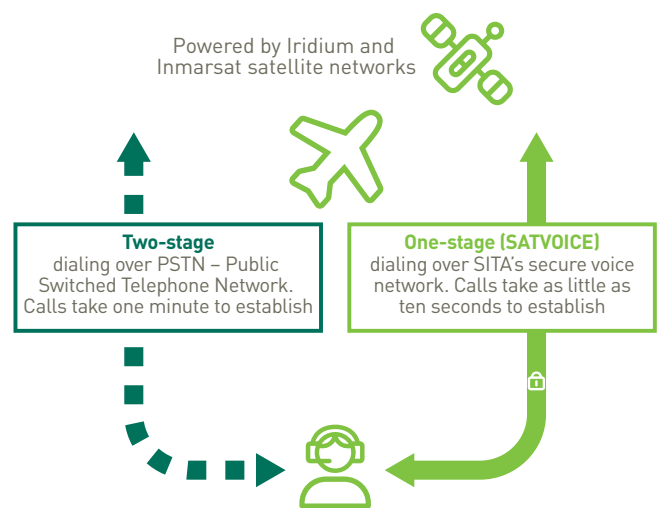 Powered by Iridium and
Inmarsat satellite networks
Two-stage
dialing over PSTN – Public
Switched Telephone Network.
Calls take one minute to establish
One-stage (SATVOICE)
dialing over SITA’s secure voice
network. Calls take as little as
ten seconds to establish